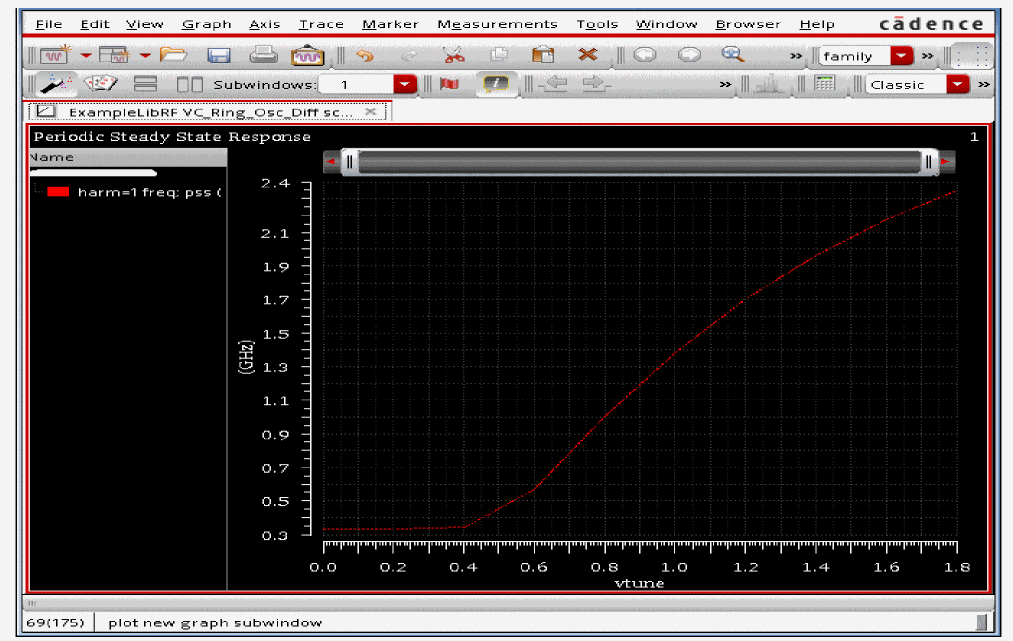 File Edit View Graph Axis Trace Marker Measurements Tools Window Browser Help cādence
» family »
Subwindows: 1 » Classic »
ExampleLibRF VC_Ring_Osc_Diff sc... ×
Periodic Steady State Response 1
Name
harm=1 freq; pss (
2.4
2.1
1.9
1.7
1.5
1.3
1.1
0.9
0.7
0.5
0.3
(GHz)
0.0 0.2 0.4 0.6 0.8 1.0 1.2 1.4 1.6 1.8
vtune
69(175) plot new graph subwindow